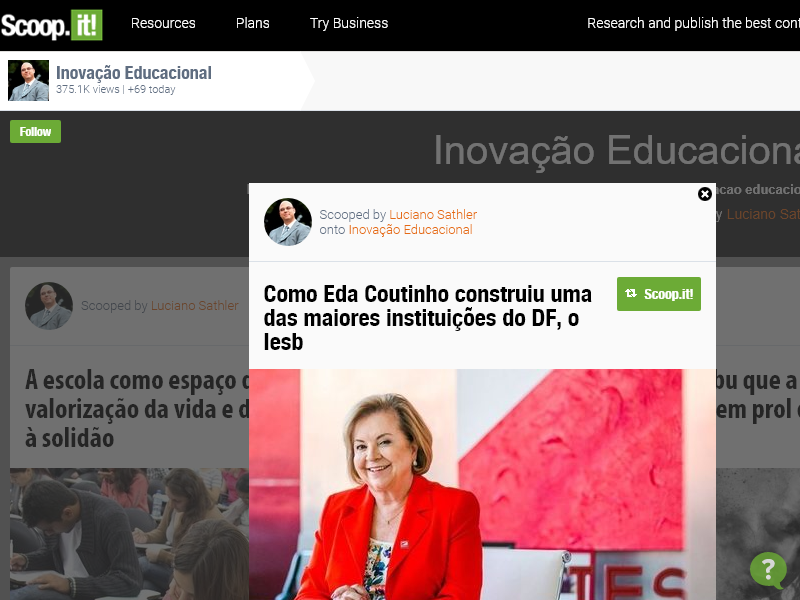 Scoop.it!
Resources
Plans
Try Business
Research and publish the best cont
Inovação Educacional
375.1K views | +69 today
Follow
Inovação Educaciona
cao educacio
y Luciano Sat
Scooped by Luciano Sathler
onto Inovação Educacional
Como Eda Coutinho construiu uma
das maiores instituições do DF, o
Iesb
Scoop.it!
Scooped by Luciano Sathler
A escola como espaço d
valorização da vida e d
à solidão
bu que a
em prol d
?